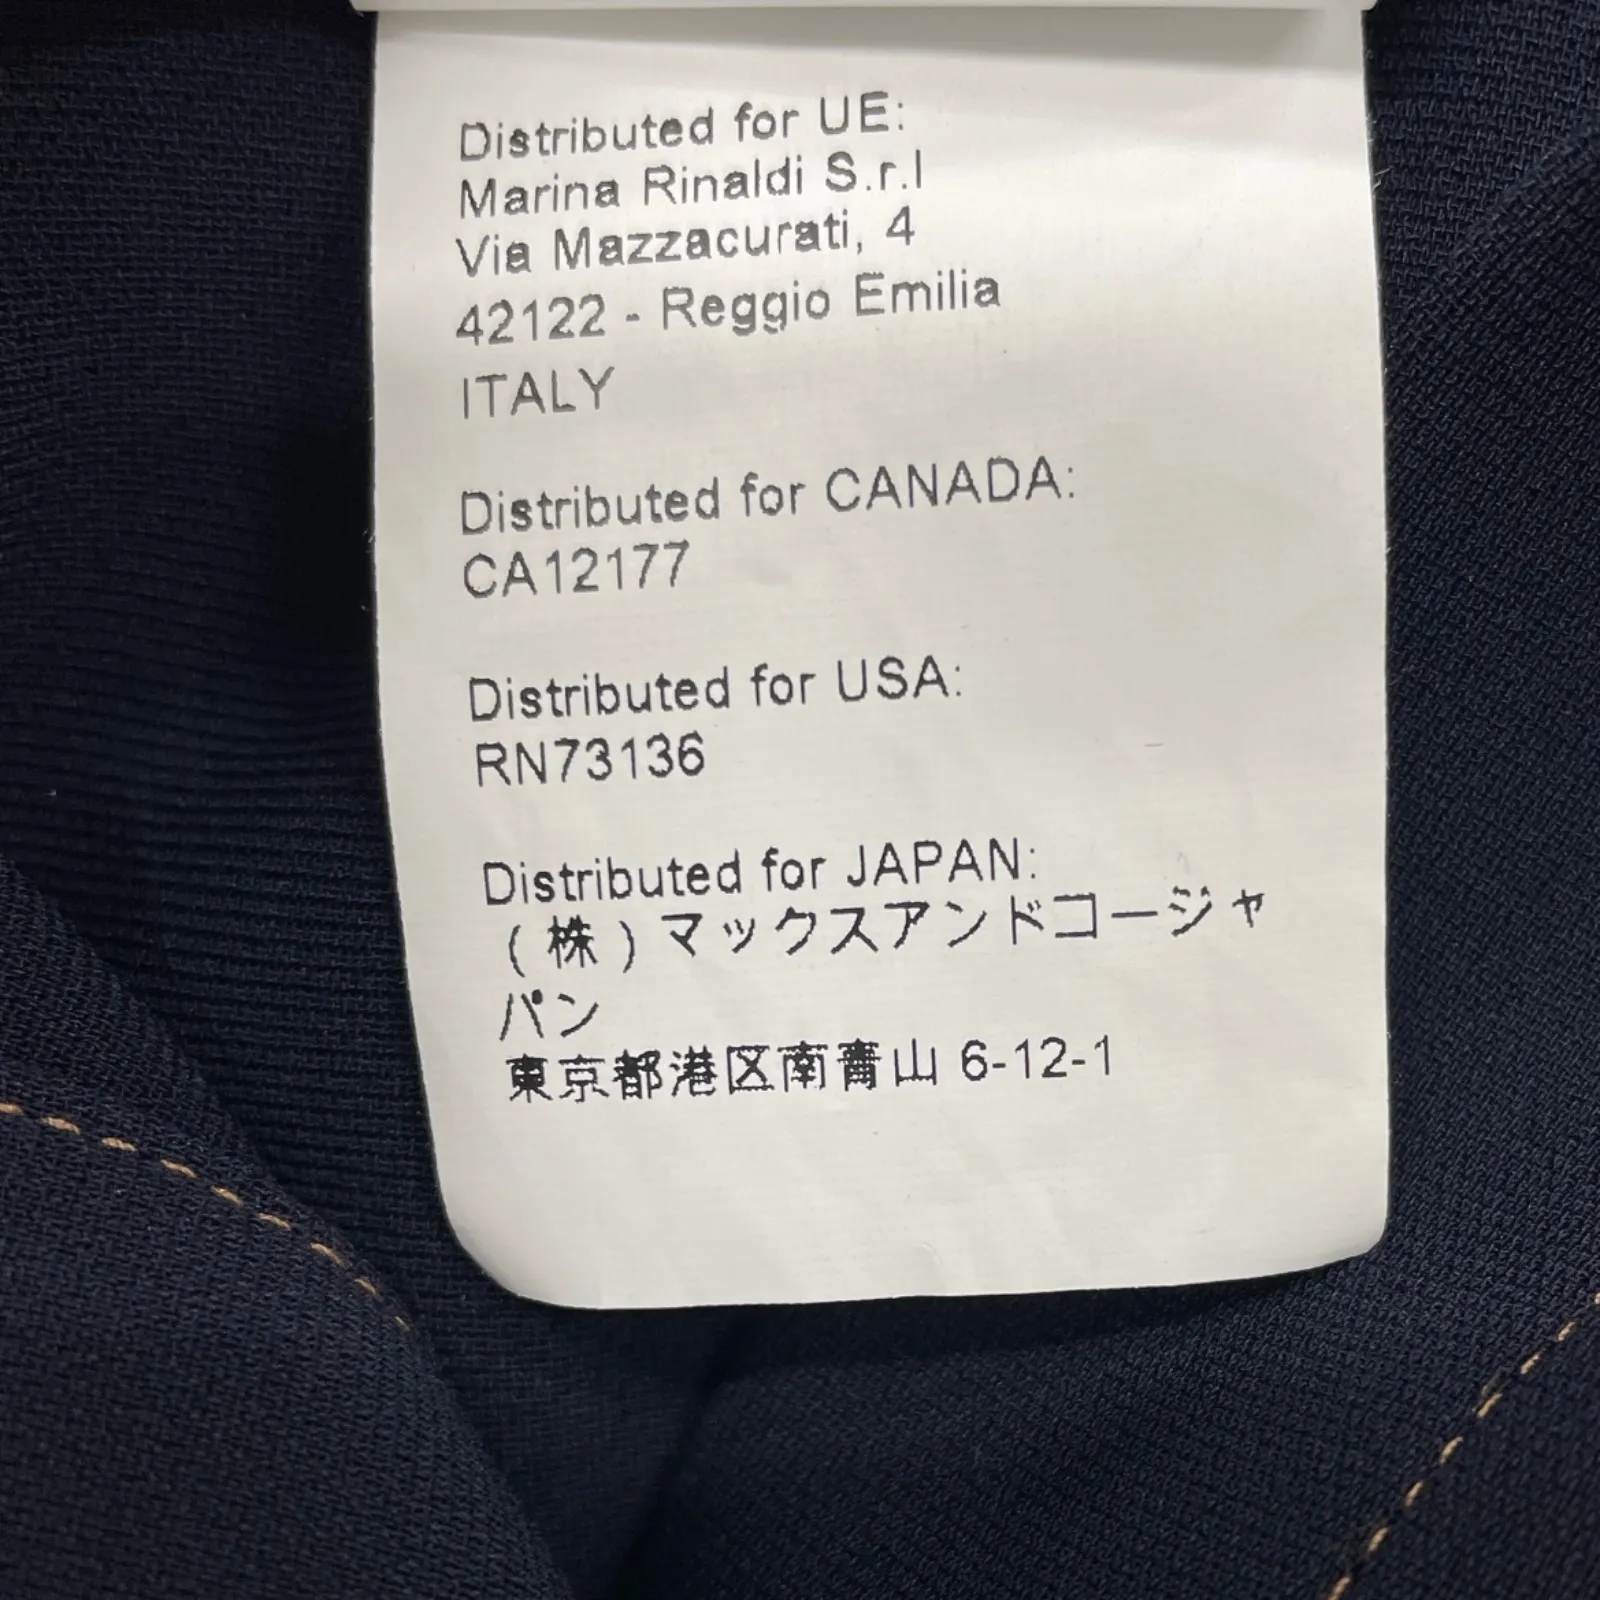 Distributed for UE:
Marina Rinaldi S.r.l
Via Mazzacurati, 4
42122 - Reggio Emilia
ITALY
Distributed for CANADA:
CA12177
Distributed for USA:
RN73136
Distributed for JAPAN:
(株)マックスアンドコージャ
パン
東京都港区南青山 6-12-1